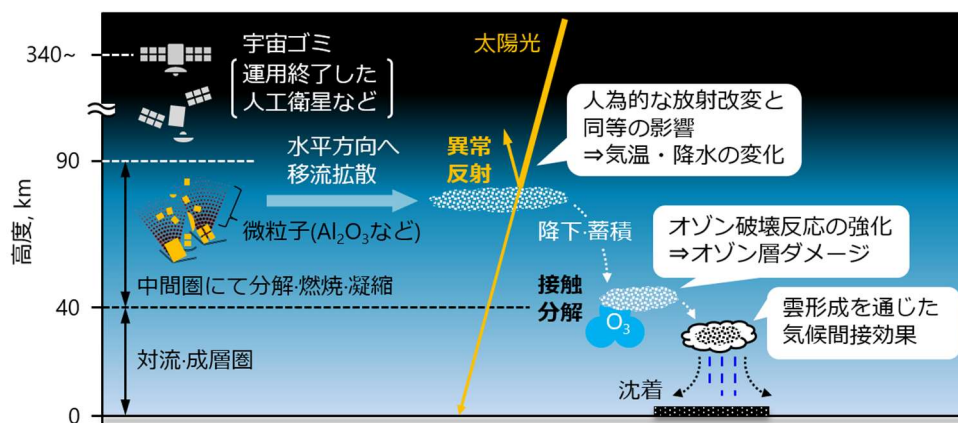 高度, km
340~
90
40
0
宇宙ゴミ
運用終了した
人工衛星など
太陽光
人為的な放射改変と
同等の影響
⇒気温・降水の変化
水平方向へ
移流拡散
異常
反射
微粒子(Al₂O₃など)
降下·蓄積
オゾン破壊反応の強化
⇒オゾン層ダメージ
中間圏にて分解·燃焼·凝縮
接触
分解
O₃
雲形成を通じた
気候間接効果
対流·成層圏
沈着